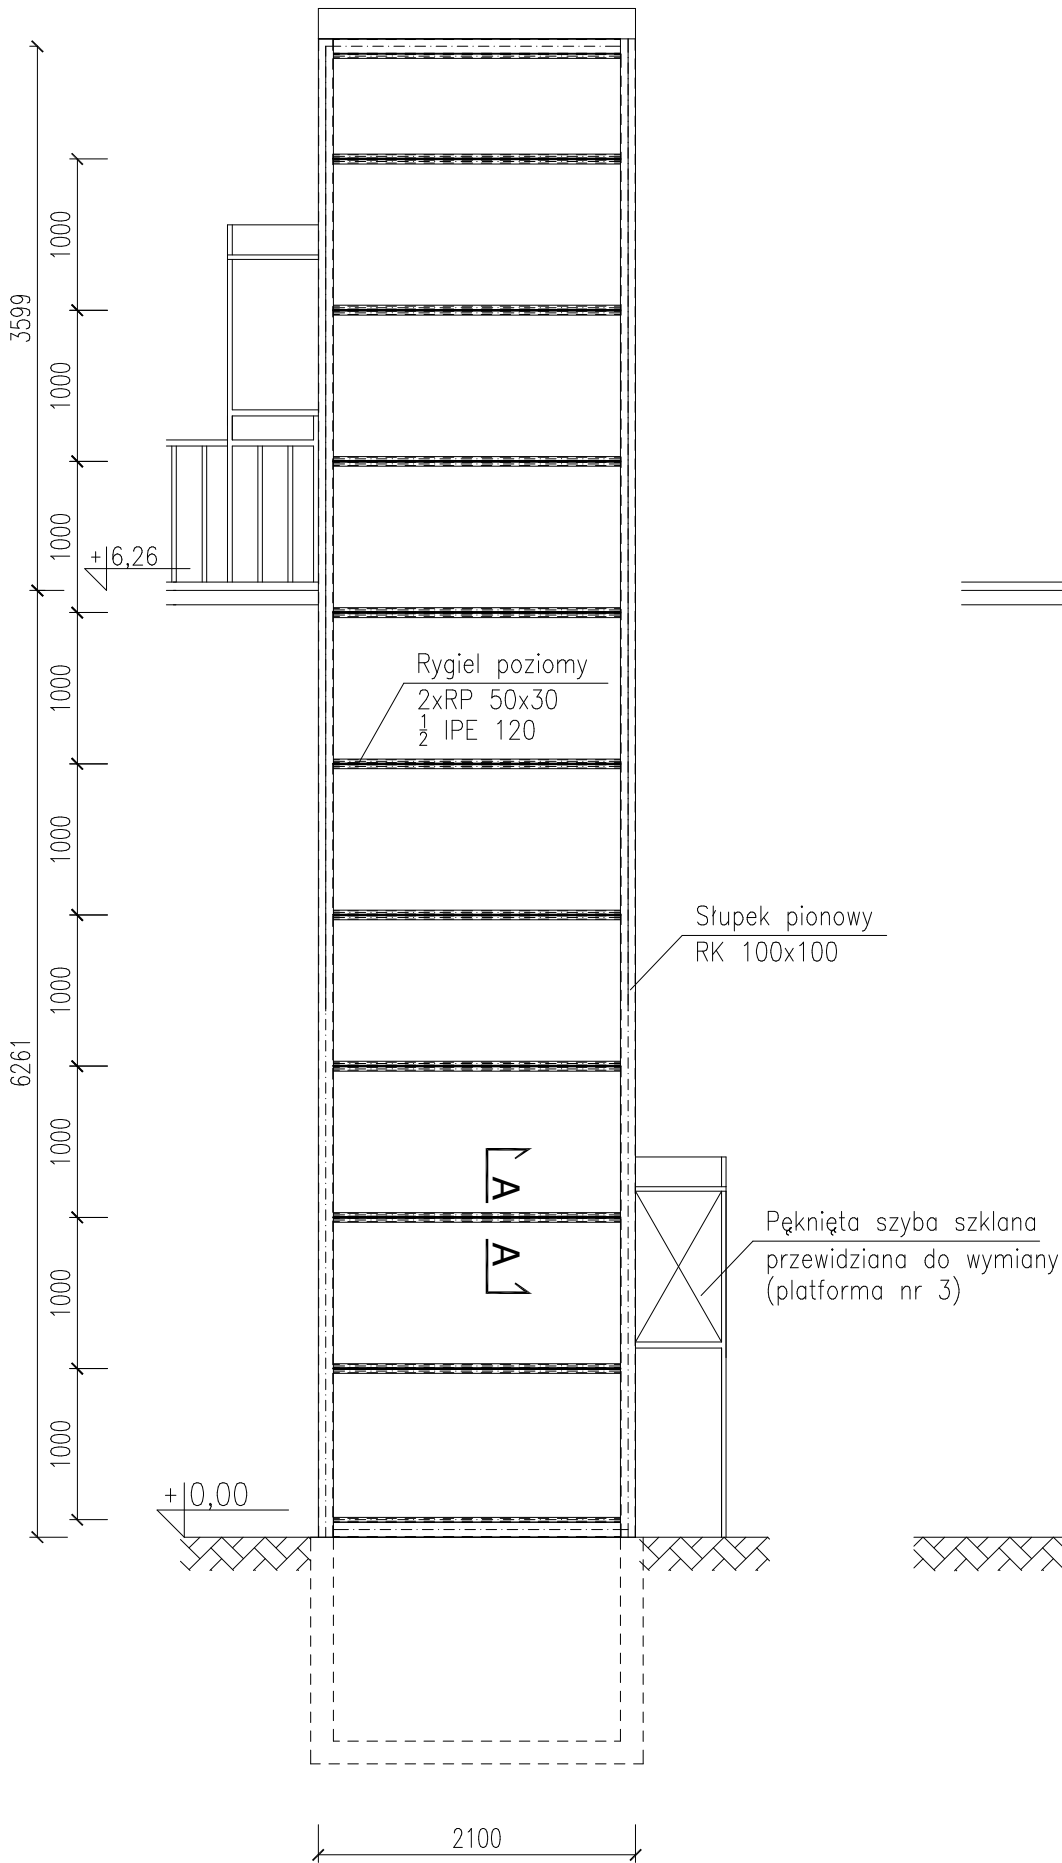 1000
3599
1000
1000
+6,26
Rygiel poziomy
2xRP 50x30
1/2 IPE 120
1000
1000
Słupek pionowy
RK 100x100
1000
6261
1000
A
Pęknięta szyba szklana
przewidziana do wymiany
(platforma nr 3)
A
1000
1000
+0,00
2100